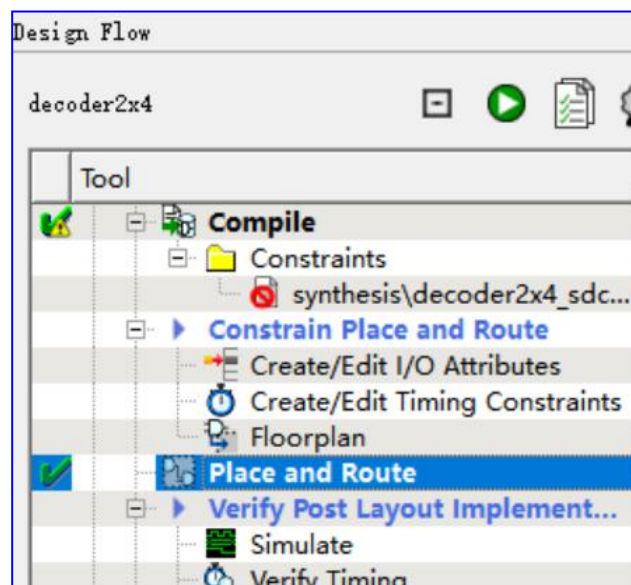 Design Flow
decoder2x4
Tool
Compile
Constraints
synthesis\decoder2x4_sdc...
Constrain Place and Route
Create/Edit I/O Attributes
Create/Edit Timing Constraints
Floorplan
Place and Route
Verify Post Layout Implement...
Simulate
Verify Timing